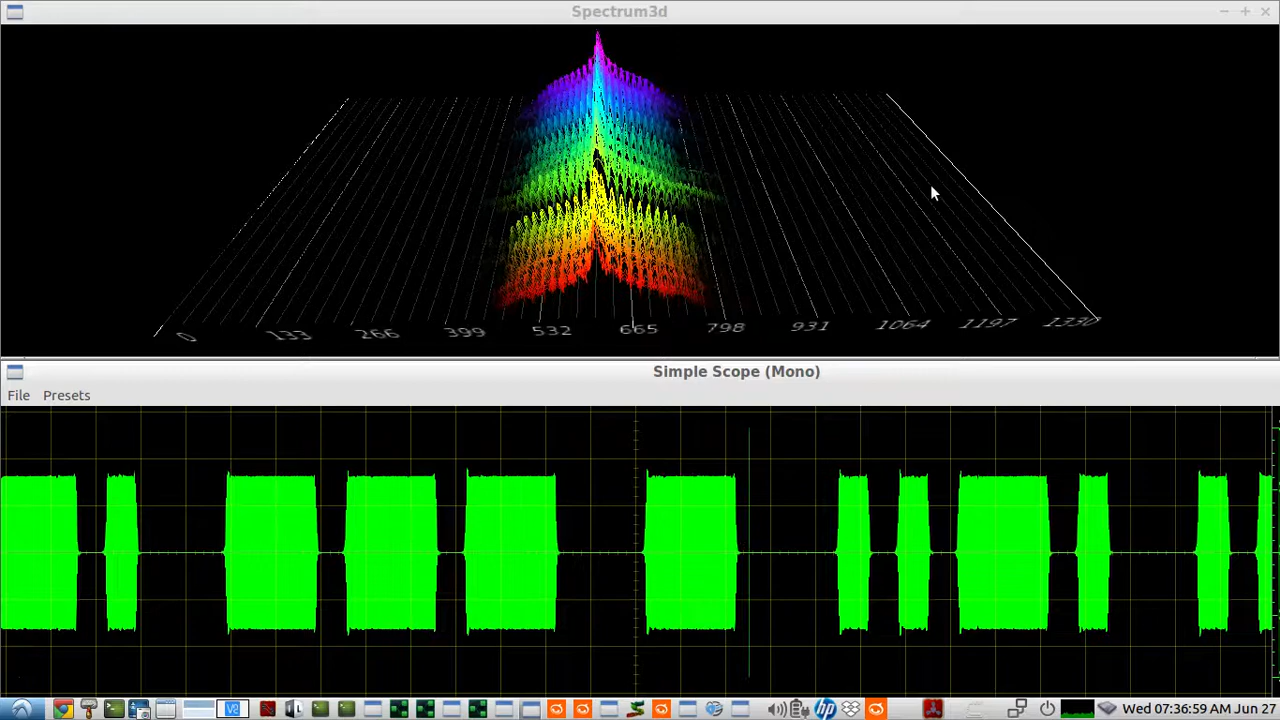 Spectrum3d
0 133 266 399 532 665 798 931 1064 1197 1330
Simple Scope (Mono)
File Presets
Wed 07:36:59 AM Jun 27